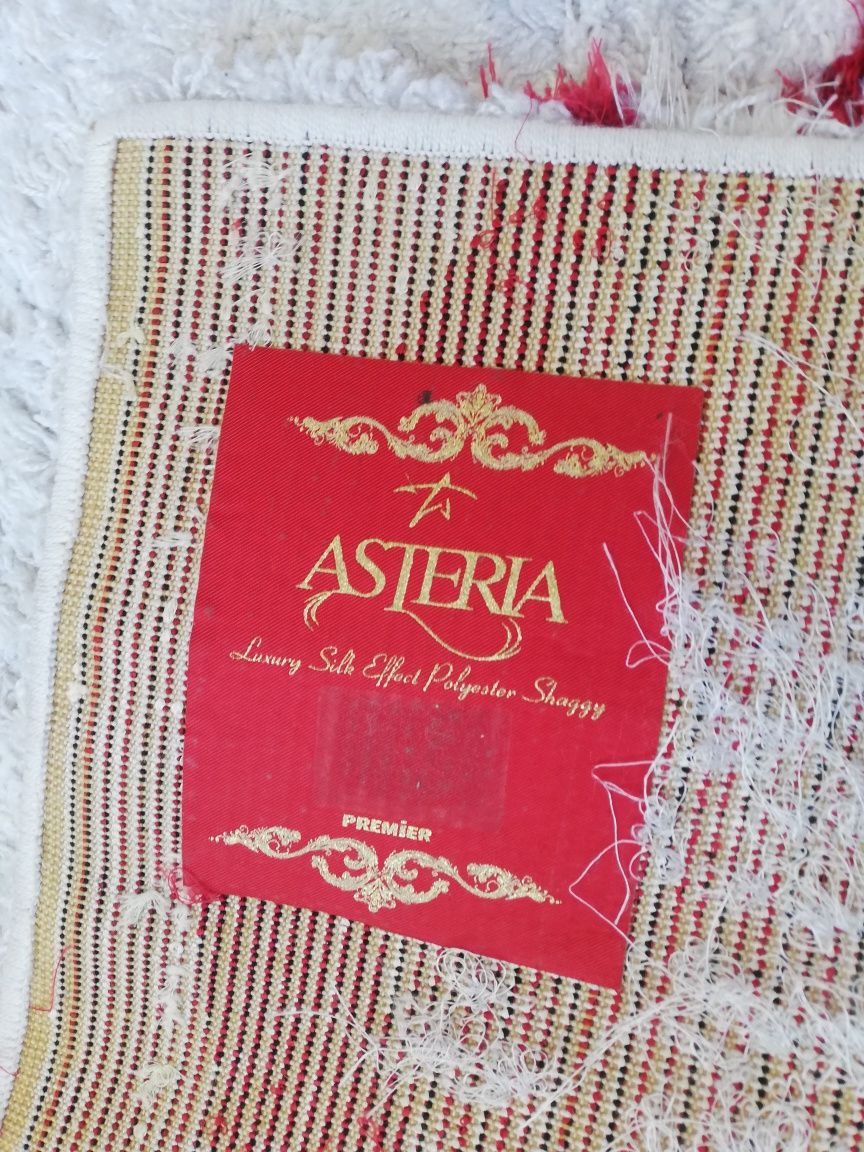 ASTERIA
Luxury Silk Effect Polyester Shaggy
PREMiER